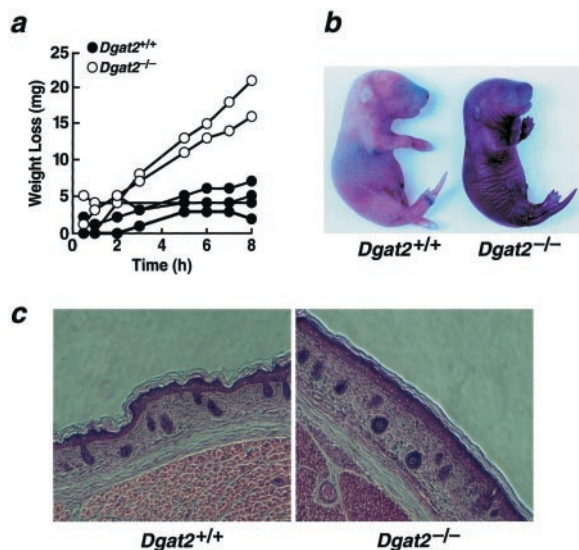 a
Dgat2+/+
Dgat2−/−
Weight Loss (mg)
25
20
15
10
5
0
0 2 4 6 8
Time (h)
b
Dgat2+/+ Dgat2−/−
c
Dgat2+/+ Dgat2−/−